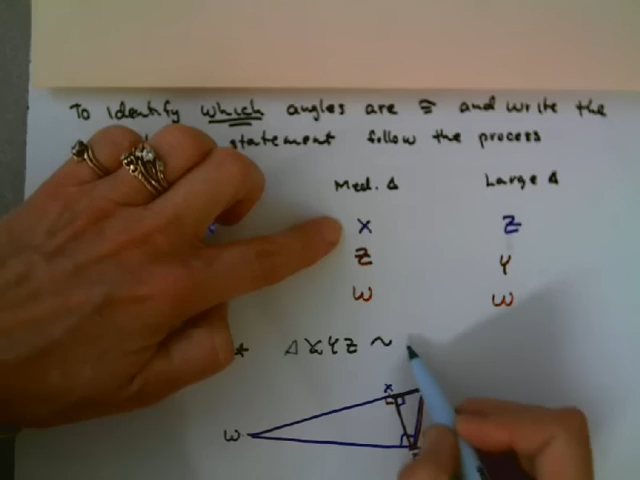 To identify which angles are ≅ and write the
statement follow the process
Med. Δ Large Δ
X Z
Z Y
W W
* Δ XYZ ~
X
W